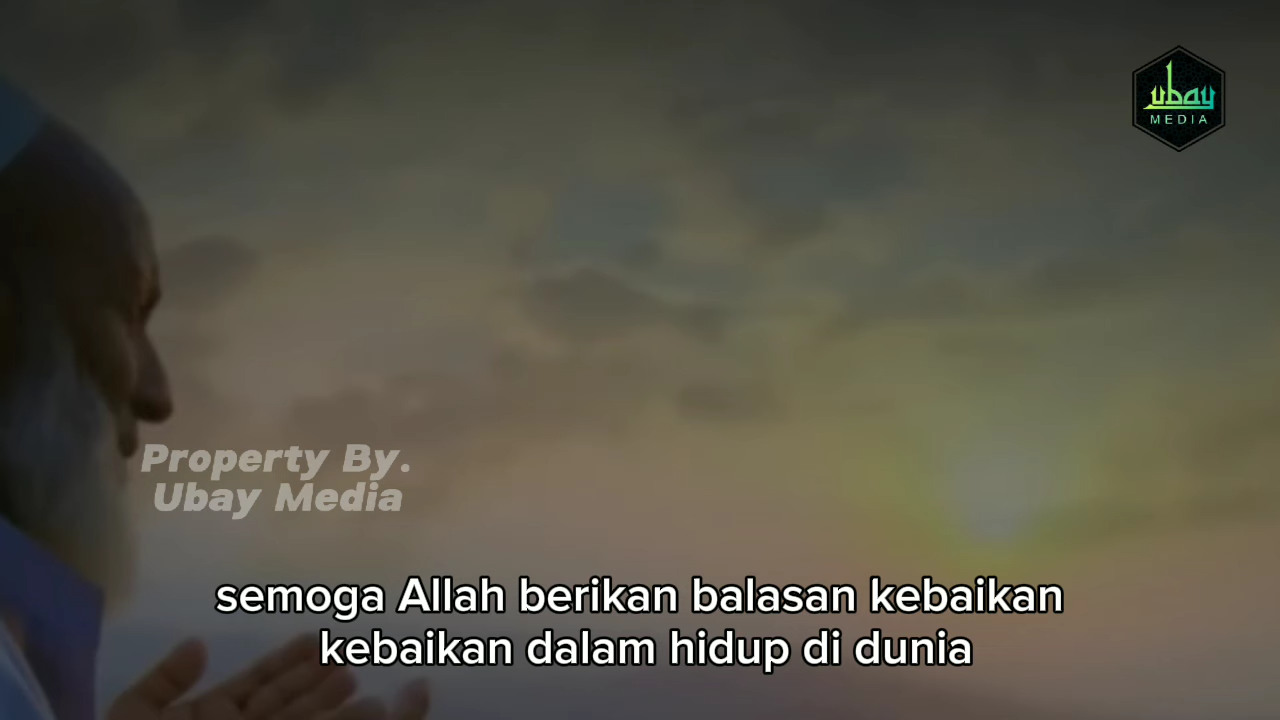 ubay
MEDIA
Property By.
Ubay Media
semoga Allah berikan balasan kebaikan
kebaikan dalam hidup di dunia